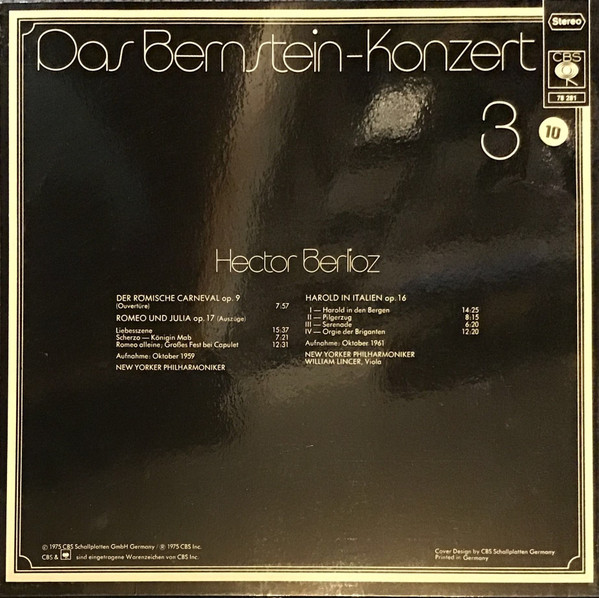 Das Bernstein-Konzert
Stereo
CBS
78 281
3
10
Hector Berlioz
DER RÖMISCHE CARNEVAL op. 9
(Ouvertüre) 7:57
ROMEO UND JULIA op. 17 (Auszüge)
Liebesszene 15:37
Scherzo — Königin Mab 7:21
Romeo alleine, Großes Fest bei Capulet 12:31
Aufnahme: Oktober 1959
NEW YORKER PHILHARMONIKER
HAROLD IN ITALIEN op. 16
I — Harold in den Bergen 14:25
II — Pilgerzug 8:15
III — Serenade 6:20
IV — Orgie der Briganten 12:20
Aufnahme: Oktober 1961
NEW YORKER PHILHARMONIKER
WILLIAM LINCER, Viola
© 1975 CBS Schallplatten GmbH Germany / ℗ 1975 CBS Inc.
CBS & sind eingetragene Warenzeichen von CBS Inc.
Cover Design by CBS Schallplatten Germany
Printed in Germany